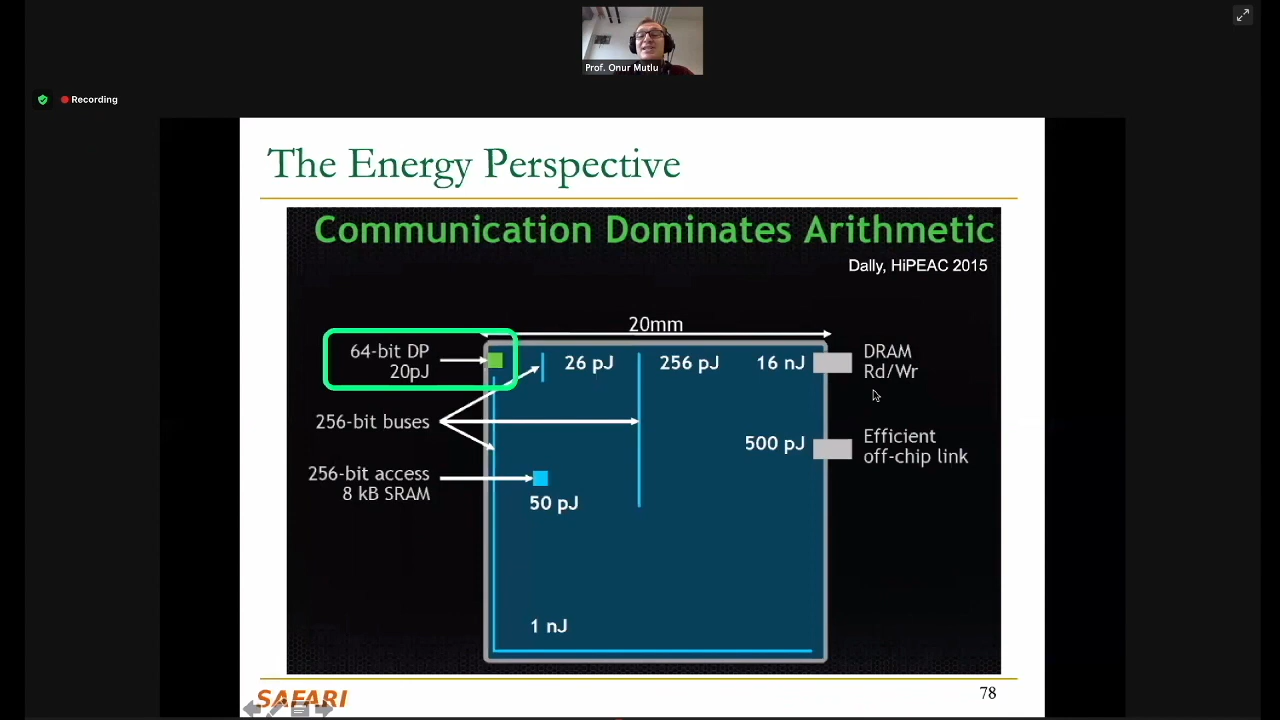 Prof. Onur Mutlu
Recording
The Energy Perspective
Communication Dominates Arithmetic
Dally, HiPEAC 2015
20mm
64-bit DP
20pJ
26 pJ
256 pJ
16 nJ
DRAM
Rd/Wr
256-bit buses
500 pJ
Efficient
off-chip link
256-bit access
8 kB SRAM
50 pJ
1 nJ
SAFARI
78